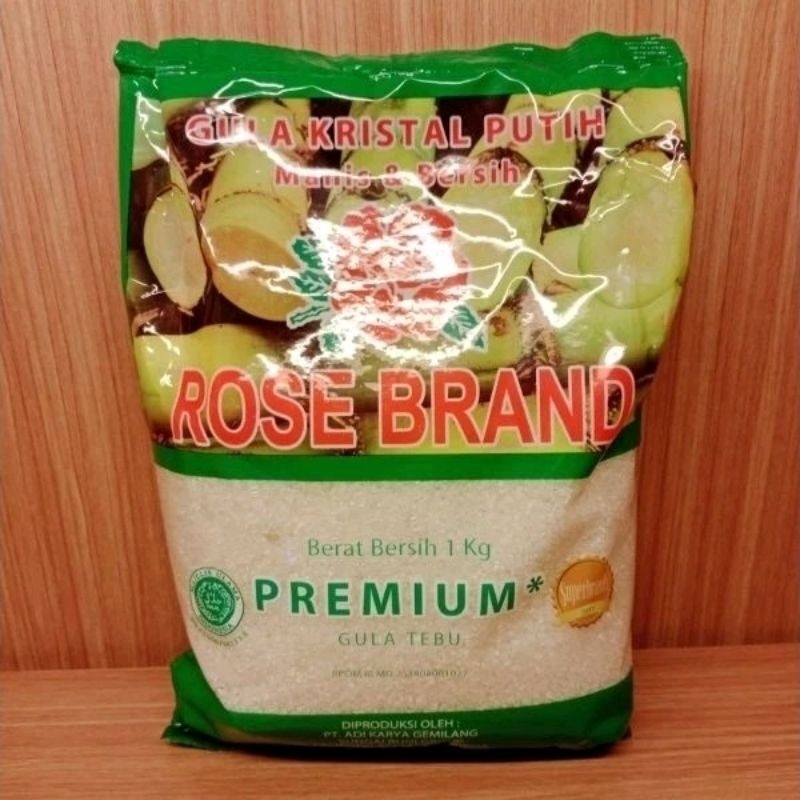 GULA KRISTAL PUTIH
Manis & Bersih
ROSE BRAND
Berat Bersih 1 Kg
PREMIUM*
GULA TEBU
Superbrands
DIPRODUKSI OLEH :
PT. ADI KARYA GEMILANG